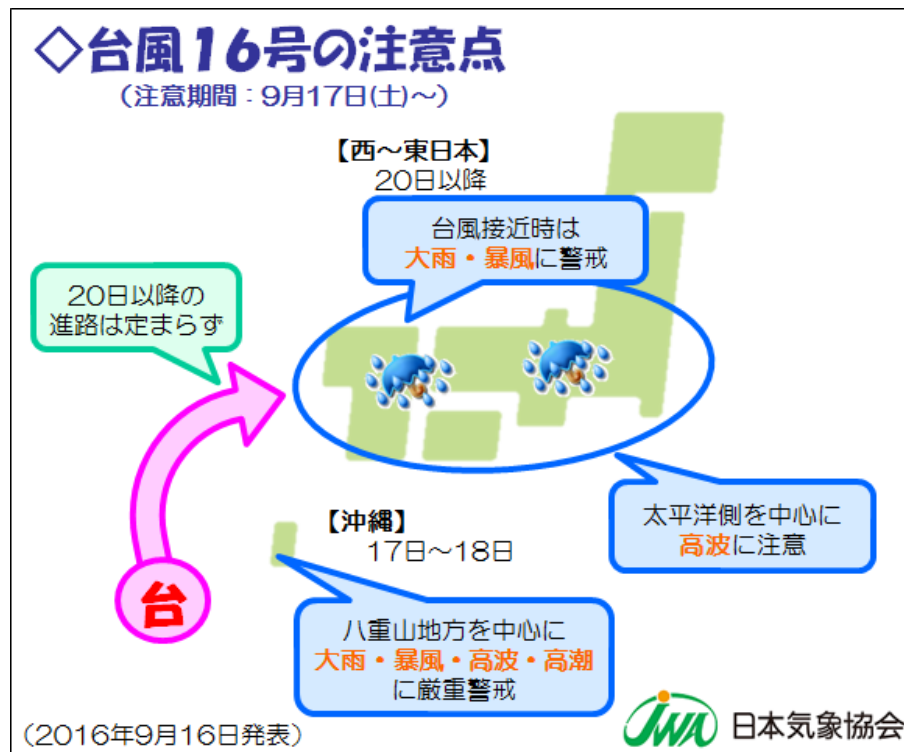 ◇台風16号の注意点
(注意期間:9月17日(土)~)
【西~東日本】
20日以降
台風接近時は
大雨・暴風に警戒
20日以降の
進路は定まらず
太平洋側を中心に
高波に注意
【沖縄】
17日~18日
台
八重山地方を中心に
大雨・暴風・高波・高潮
に厳重警戒
(2016年9月16日発表)
JWA 日本気象協会